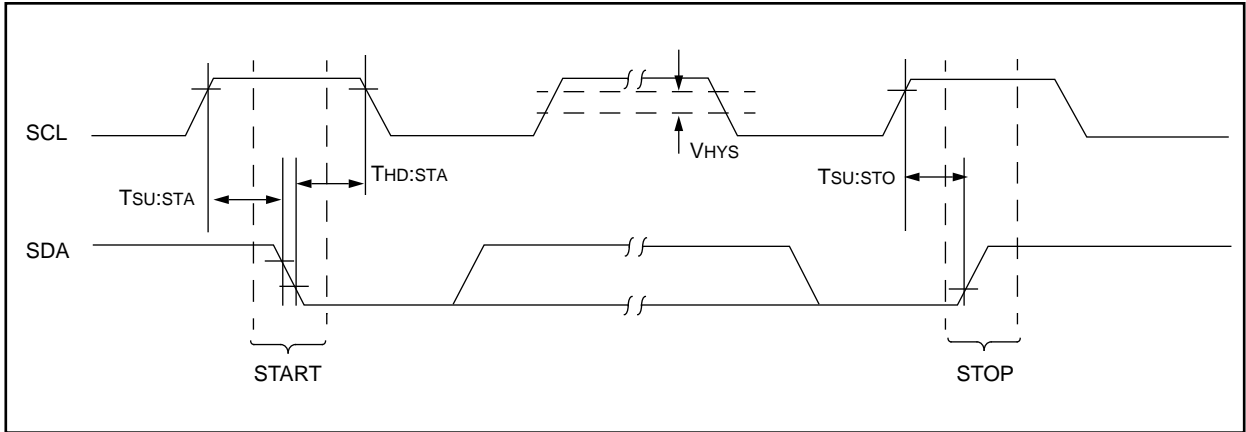 SCL
VHYS
THD:STA
TSU:STA
TSU:STO
SDA
START
STOP